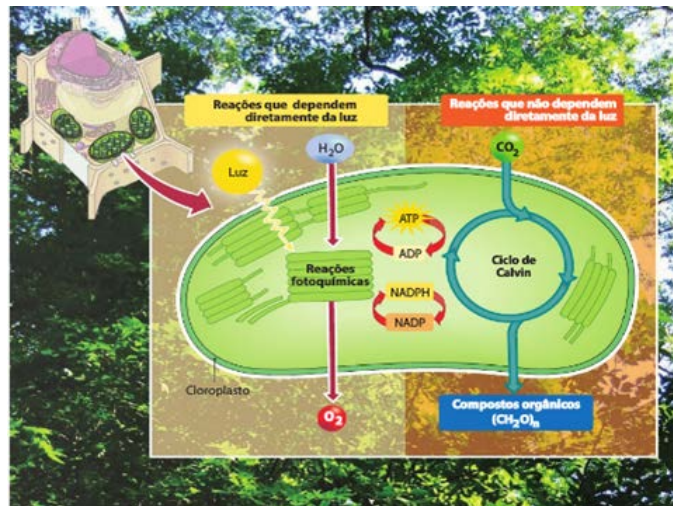 Reações que dependem
diretamente da luz
Reações que não dependem
diretamente da luz
Luz
H₂O
CO₂
ATP
ADP
Reações
fotoquímicas
NADPH
NADP
Ciclo de
Calvin
Cloroplasto
O₂
Compostos orgânicos
(CH₂O)ₙ